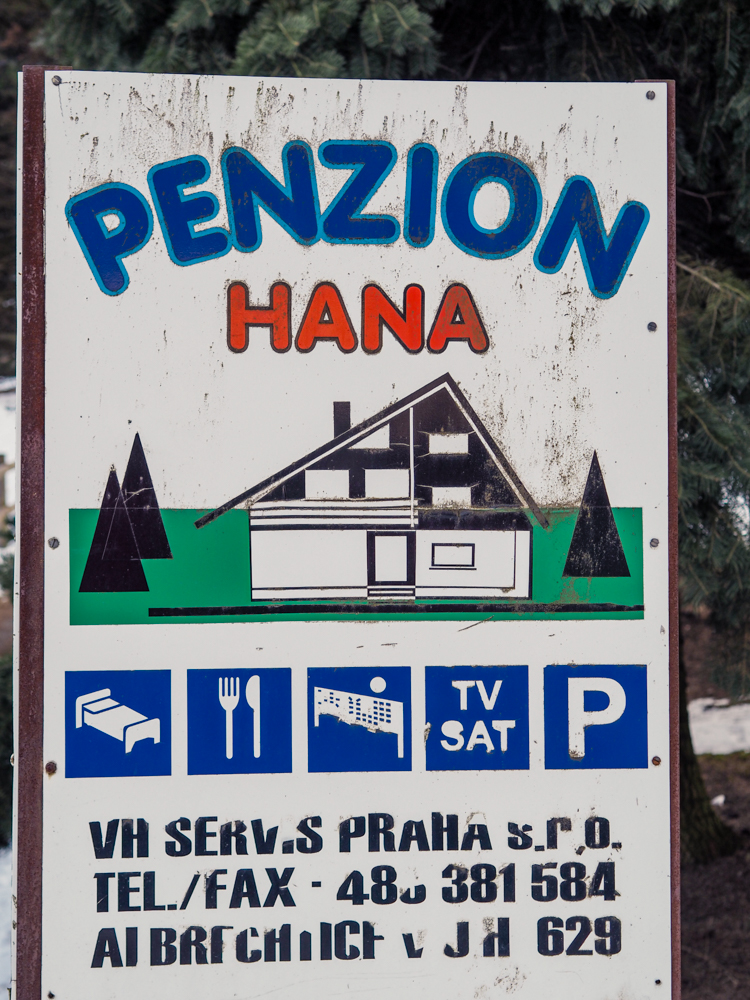 PENZION
HANA
TV
SAT
P
VH SERVIS PRAHA s.r.o.
TEL./FAX - 381 584
ALBRECHTICE v J H 629